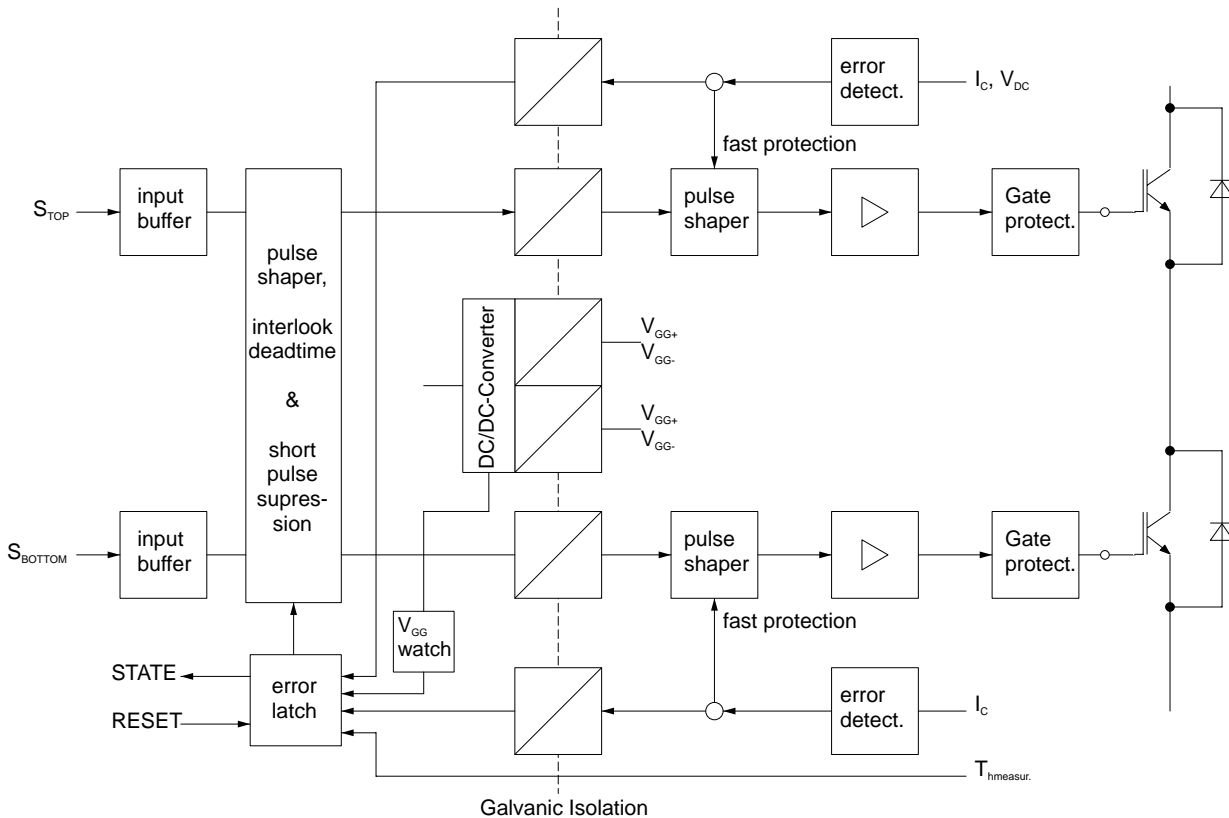 error
detect.
I_C, V_DC
fast protection
S_TOP
input
buffer
pulse
shaper,
interlook
deadtime
&
short
pulse
supres-
sion
pulse
shaper
Gate
protect.
DC/DC-Converter
V_GG+
V_GG-
V_GG+
V_GG-
S_BOTTOM
input
buffer
pulse
shaper
Gate
protect.
fast protection
V_GG
watch
STATE
RESET
error
latch
error
detect.
I_C
T_hmeasur.
Galvanic Isolation